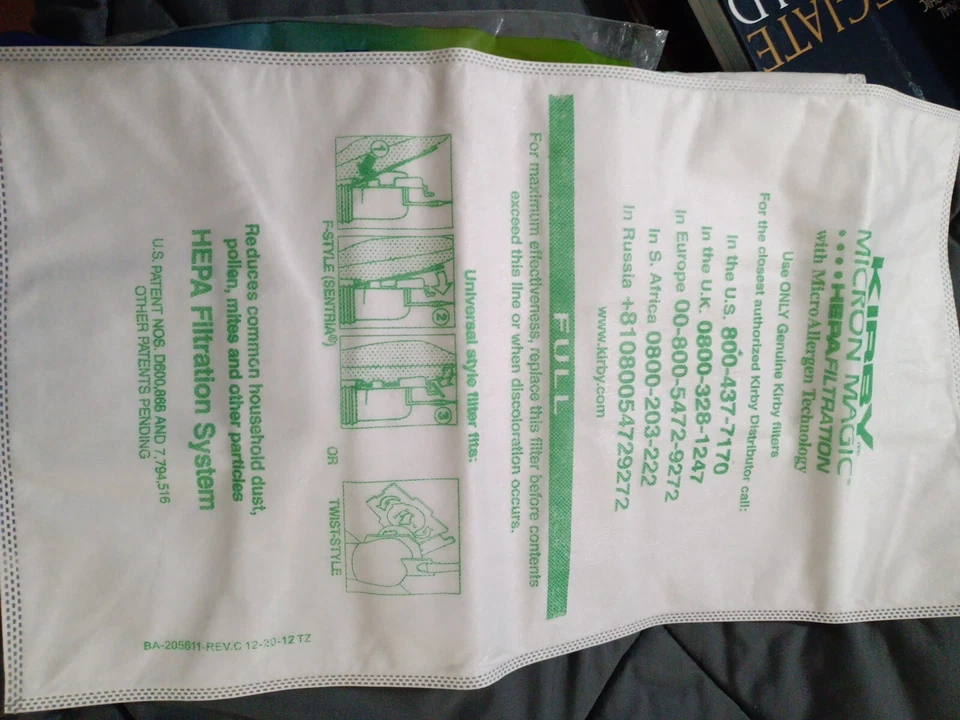 KIRBY
MICRON MAGIC
HEPA FILTRATION
with MicroAllergen Technology
Use ONLY Genuine Kirby filters
For the closest authorized Kirby Distributor call:
in the U.S. 800-437-7170
in the U.K. 0800-328-1247
in Europe 00-800-5472-9272
in S. Africa 0800-203-222
in Russia +81080054729272
www.kirby.com
FULL
For maximum effectiveness, replace this filter before contents
exceed this line or when discoloration occurs.
Universal style filter fits:
1
2
3
F-STYLE (SENTRIA®)
OR
TWIST-STYLE
Reduces common household dust,
pollen, mites and other particles
HEPA Filtration System
U.S. PATENT NOS. D600,868 AND 7,794,516
OTHER PATENTS PENDING
BA-205611-REV.C 12-20-12 TZ
CIATE